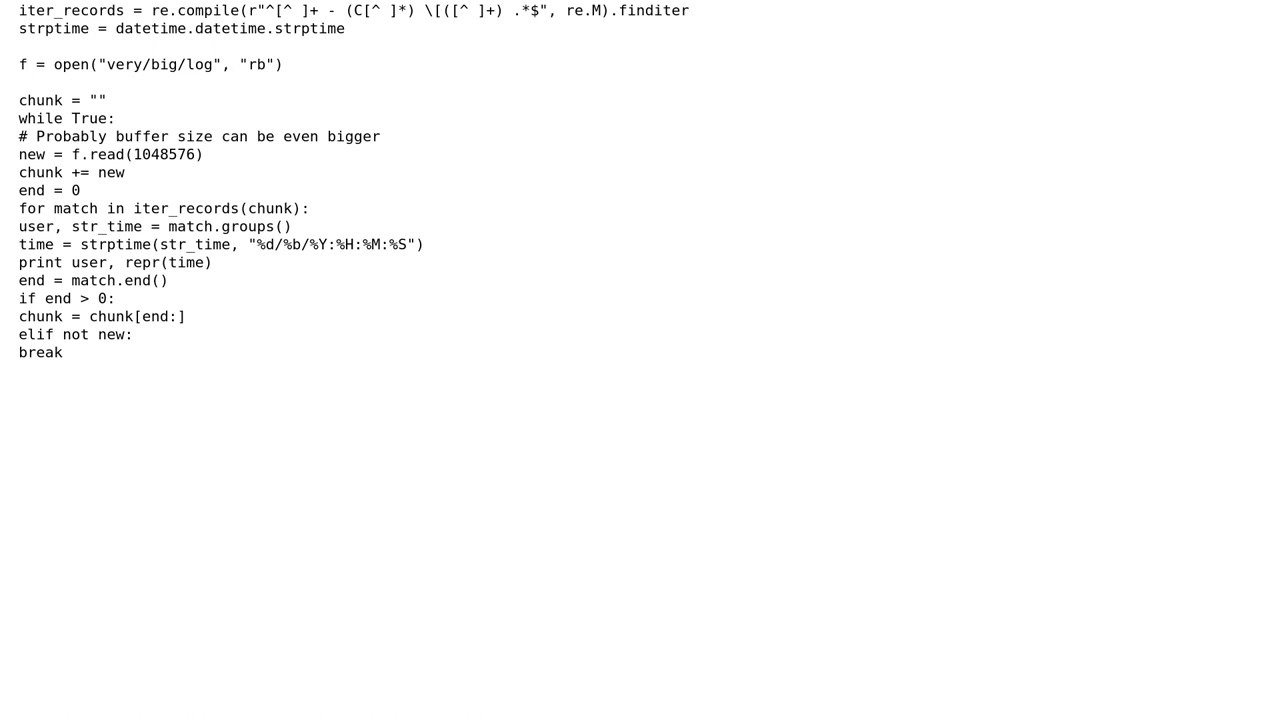 iter_records = re.compile(r"^[^ ]+ - (C[^ ]*) \[([^ ]+) .*$", re.M).finditer
strptime = datetime.datetime.strptime

f = open("very/big/log", "rb")

chunk = ""
while True:
# Probably buffer size can be even bigger
new = f.read(1048576)
chunk += new
end = 0
for match in iter_records(chunk):
user, str_time = match.groups()
time = strptime(str_time, "%d/%b/%Y:%H:%M:%S")
print user, repr(time)
end = match.end()
if end > 0:
chunk = chunk[end:]
elif not new:
break